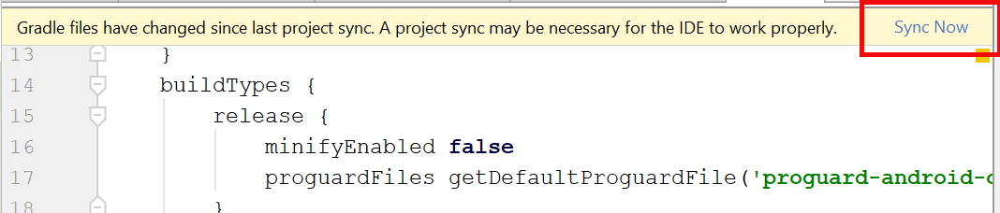 Gradle files have changed since last project sync. A project sync may be necessary for the IDE to work properly. Sync Now
13 }
14 buildTypes {
15 release {
16 minifyEnabled false
17 proguardFiles getDefaultProguardFile('proguard-android-
18 }